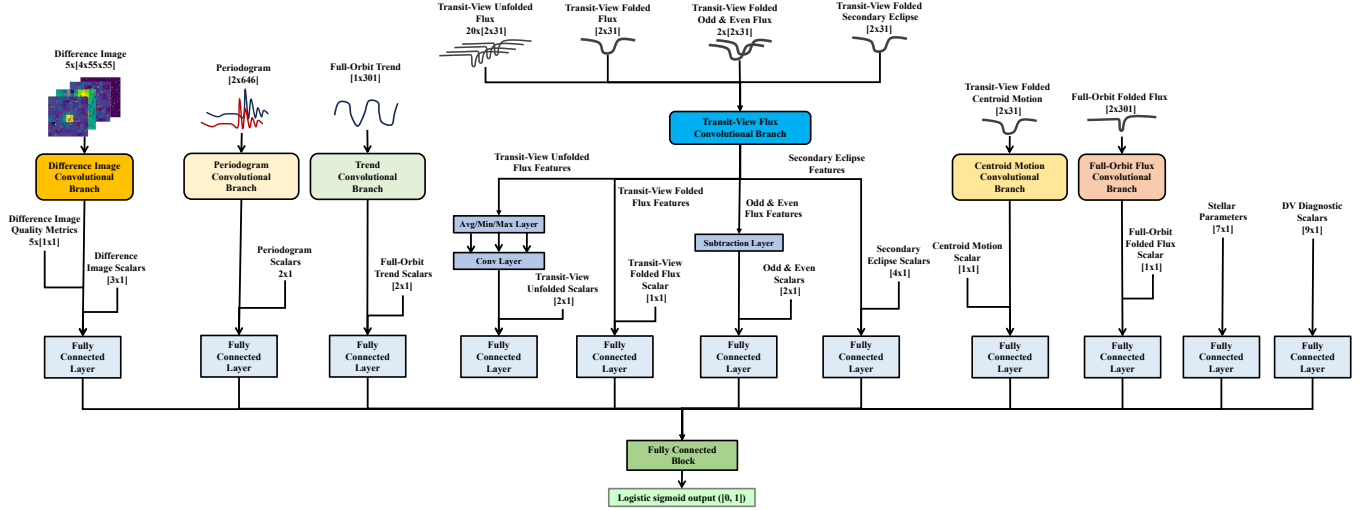 Transit-View Unfolded
Flux
20x[2x31]
Transit-View Folded
Flux
[2x31]
Transit-View Folded
Odd & Even Flux
2x[2x31]
Transit-View Folded
Secondary Eclipse
[2x31]
Difference Image
5x[4x55x55]
Periodogram
[2x646]
Full-Orbit Trend
[1x301]
Transit-View Folded
Centroid Motion
[2x31]
Full-Orbit Folded Flux
[2x301]
Transit-View Flux
Convolutional Branch
Difference Image
Convolutional
Branch
Periodogram
Convolutional
Branch
Trend
Convolutional
Branch
Centroid Motion
Convolutional
Branch
Full-Orbit Flux
Convolutional
Branch
Transit-View Unfolded
Flux Features
Transit-View Folded
Flux Features
Odd & Even
Flux Features
Secondary Eclipse
Features
Avg/Min/Max Layer
Conv Layer
Subtraction Layer
Difference Image
Quality Metrics
5x[1x1]
Difference
Image Scalars
[3x1]
Periodogram
Scalars
2x1
Full-Orbit
Trend Scalars
[2x1]
Transit-View
Unfolded Scalars
[2x1]
Transit-View
Folded Flux
Scalar
[1x1]
Odd & Even
Scalars
[2x1]
Secondary
Eclipse Scalars
[4x1]
Centroid Motion
Scalar
[1x1]
Full-Orbit
Folded Flux
Scalar
[1x1]
Stellar
Parameters
[7x1]
DV Diagnostic
Scalars
[9x1]
Fully
Connected
Layer
Fully
Connected
Layer
Fully
Connected
Layer
Fully
Connected
Layer
Fully
Connected
Layer
Fully
Connected
Layer
Fully
Connected
Layer
Fully
Connected
Layer
Fully
Connected
Layer
Fully
Connected
Layer
Fully
Connected
Layer
Fully Connected
Block
Logistic sigmoid output ([0, 1])